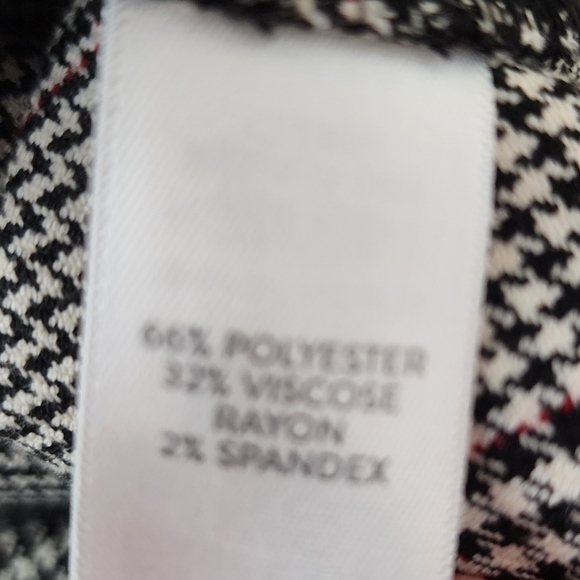 66% POLYESTER
32% VISCOSE
RAYON
2% SPANDEX